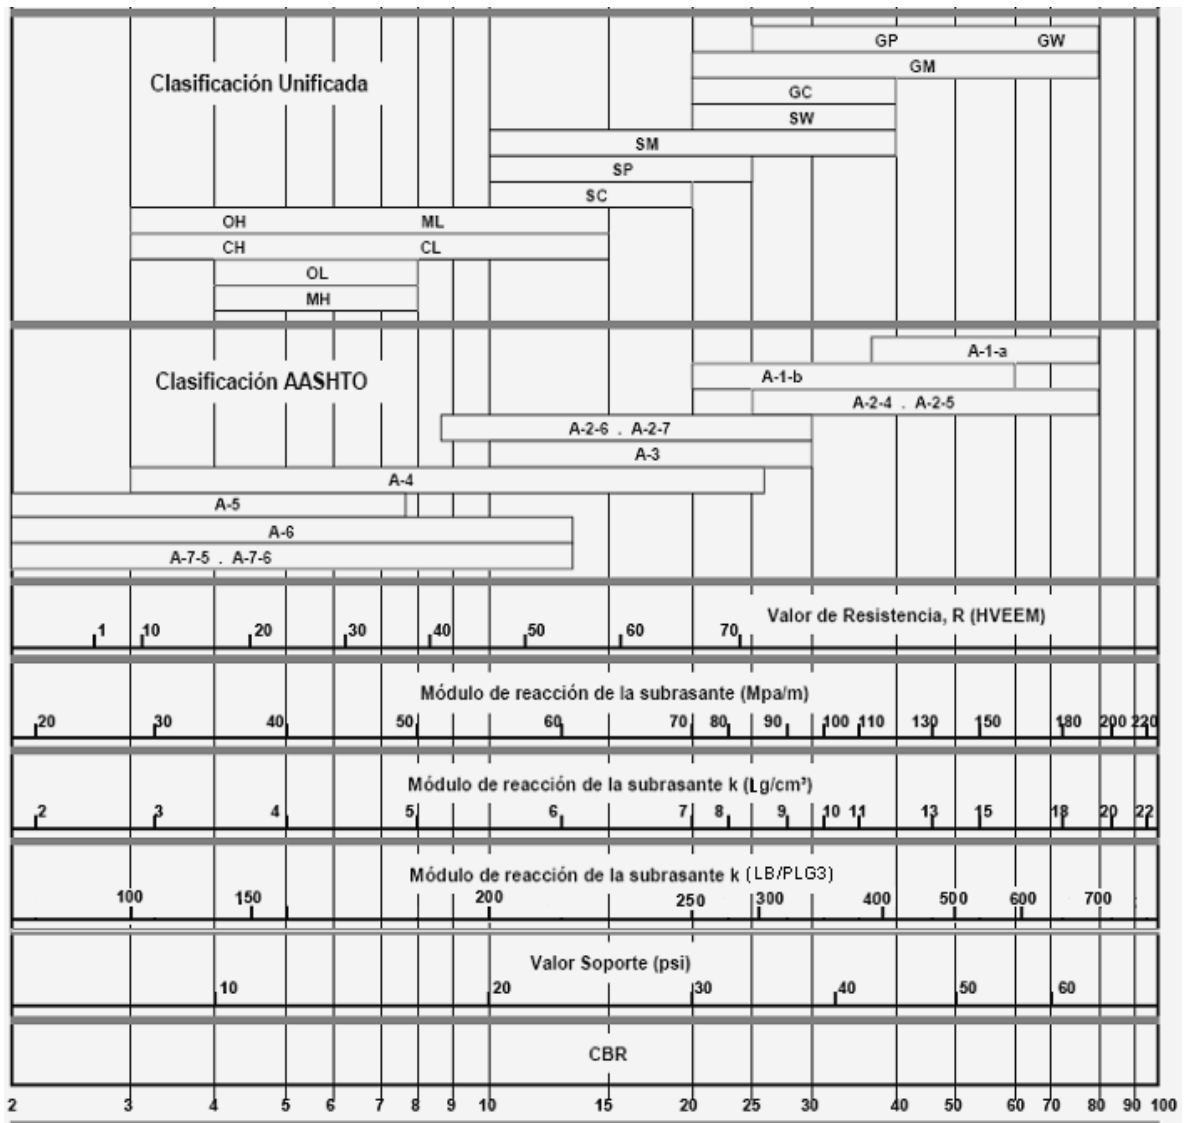 GP GW
GM
Clasificación Unificada
GC
SW
SM
SP
SC
OH ML
CH CL
OL
MH
A-1-a
Clasificación AASHTO
A-1-b
A-2-4 . A-2-5
A-2-6 . A-2-7
A-3
A-4
A-5
A-6
A-7-5 . A-7-6
Valor de Resistencia, R (HVEEM)
1 10 20 30 40 50 60 70
Módulo de reacción de la subrasante (Mpa/m)
20 30 40 50 60 70 80 90 100 110 130 150 180 200 220
Módulo de reacción de la subrasante k (Lg/cm³)
2 3 4 5 6 7 8 9 10 11 13 15 18 20 22
Módulo de reacción de la subrasante k (LB/PLG3)
100 150 200 250 300 400 500 600 700
Valor Soporte (psi)
10 20 30 40 50 60
CBR
2 3 4 5 6 7 8 9 10 15 20 25 30 40 50 60 70 80 90 100